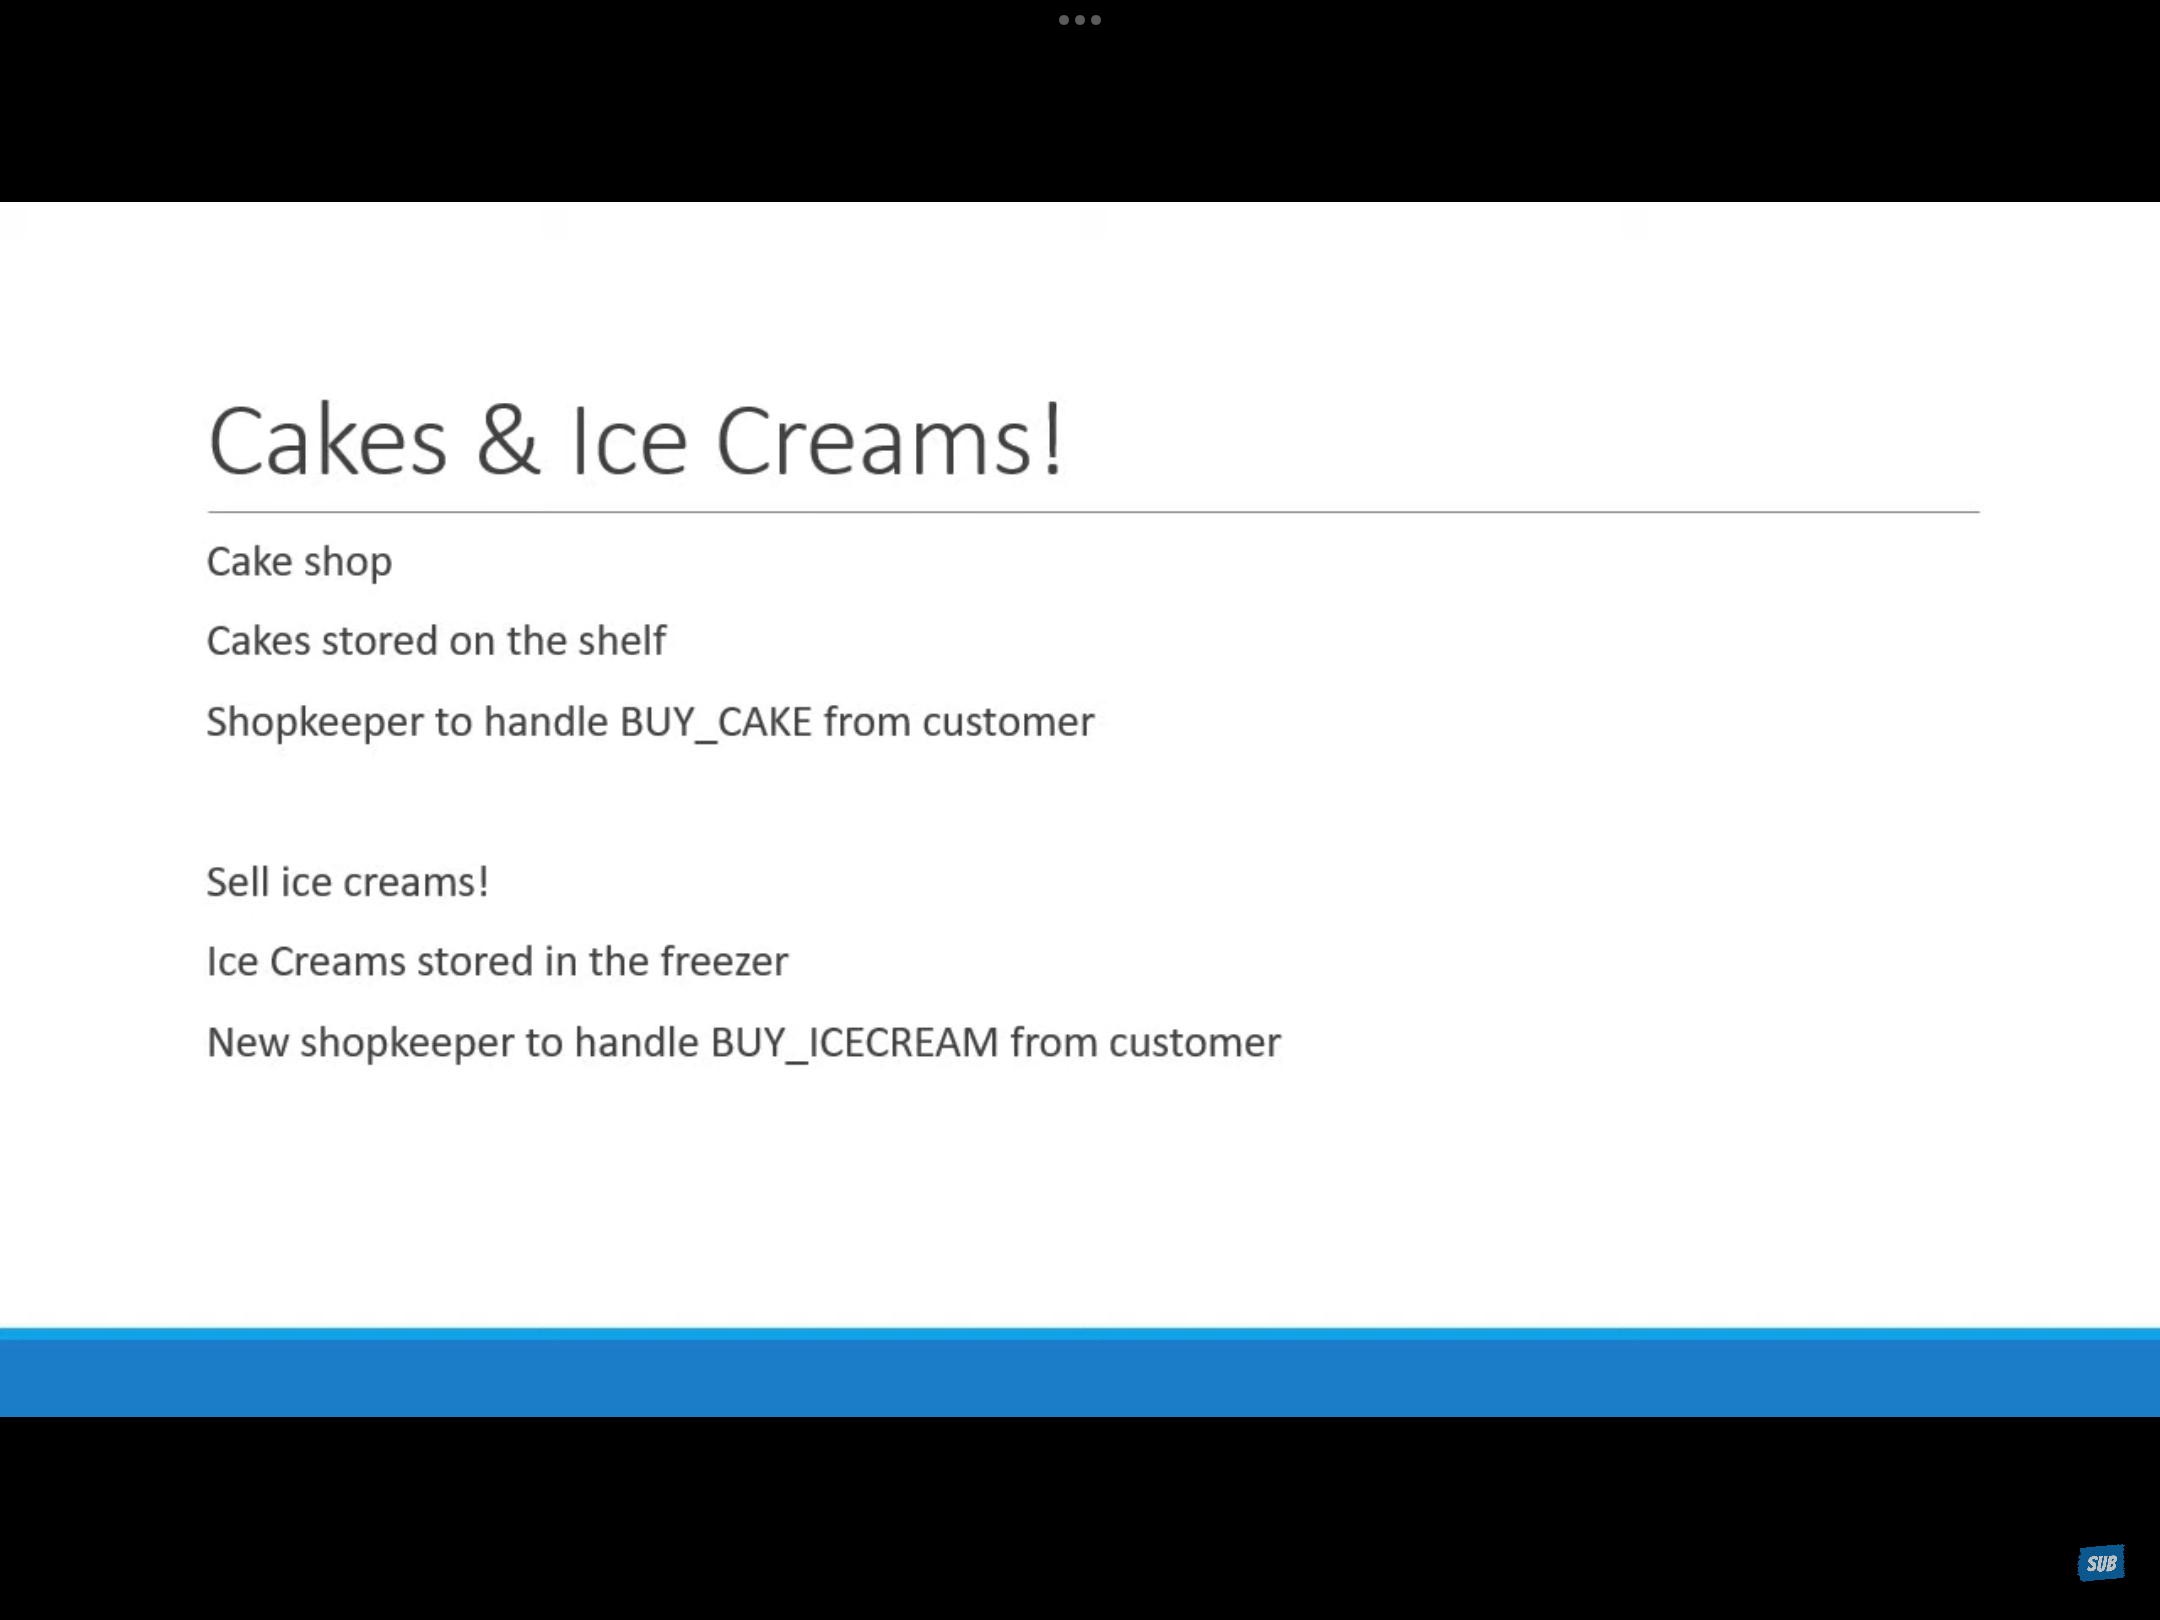 Cakes & Ice Creams!
Cake shop
Cakes stored on the shelf
Shopkeeper to handle BUY_CAKE from customer
Sell ice creams!
Ice Creams stored in the freezer
New shopkeeper to handle BUY_ICECREAM from customer
SUB